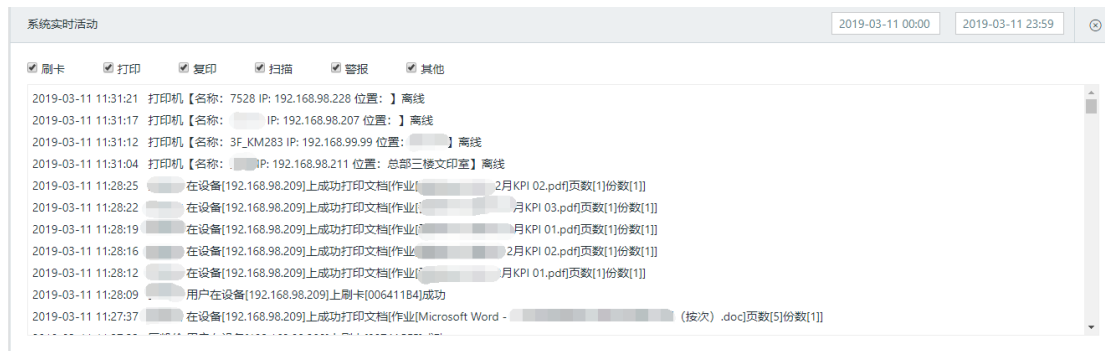 系统实时活动 2019-03-11 00:00 2019-03-11 23:59
刷卡 打印 复印 扫描 警报 其他
2019-03-11 11:31:21 打印机【名称：7528 IP: 192.168.98.228 位置：】离线
2019-03-11 11:31:17 打印机【名称： IP: 192.168.98.207 位置：】离线
2019-03-11 11:31:12 打印机【名称：3F_KM283 IP: 192.168.99.99 位置： 】离线
2019-03-11 11:31:04 打印机【名称： IP: 192.168.98.211 位置：总部三楼文印室】离线
2019-03-11 11:28:25 在设备[192.168.98.209]上成功打印文档[作业[ 2月KPI 02.pdf]页数[1]份数[1]]
2019-03-11 11:28:22 在设备[192.168.98.209]上成功打印文档[作业[ 月KPI 03.pdf]页数[1]份数[1]]
2019-03-11 11:28:19 在设备[192.168.98.209]上成功打印文档[作业[ 月KPI 01.pdf]页数[1]份数[1]]
2019-03-11 11:28:16 在设备[192.168.98.209]上成功打印文档[作业[ 2月KPI 02.pdf]页数[1]份数[1]]
2019-03-11 11:28:12 在设备[192.168.98.209]上成功打印文档[作业[ 月KPI 01.pdf]页数[1]份数[1]]
2019-03-11 11:28:09 用户在设备[192.168.98.209]上刷卡[006411B4]成功
2019-03-11 11:27:37 在设备[192.168.98.209]上成功打印文档[作业[Microsoft Word - （按次）.doc]页数[5]份数[1]]